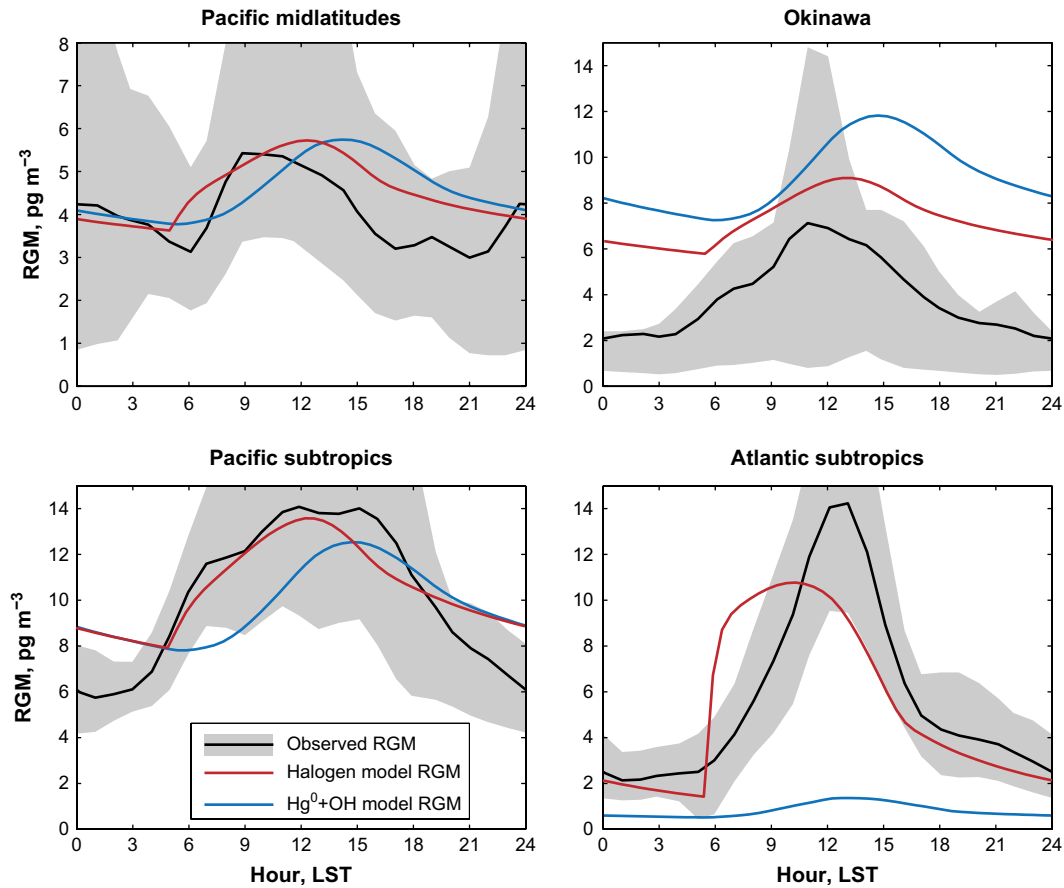 Pacific midlatitudes
RGM, pg m⁻³
8
7
6
5
4
3
2
1
0
0 3 6 9 12 15 18 21 24
Okinawa
14
12
10
8
6
4
2
0
0 3 6 9 12 15 18 21 24
Pacific subtropics
RGM, pg m⁻³
14
12
10
8
6
4
2
0
Observed RGM
Halogen model RGM
Hg⁰+OH model RGM
0 3 6 9 12 15 18 21 24
Hour, LST
Atlantic subtropics
14
12
10
8
6
4
2
0
0 3 6 9 12 15 18 21 24
Hour, LST